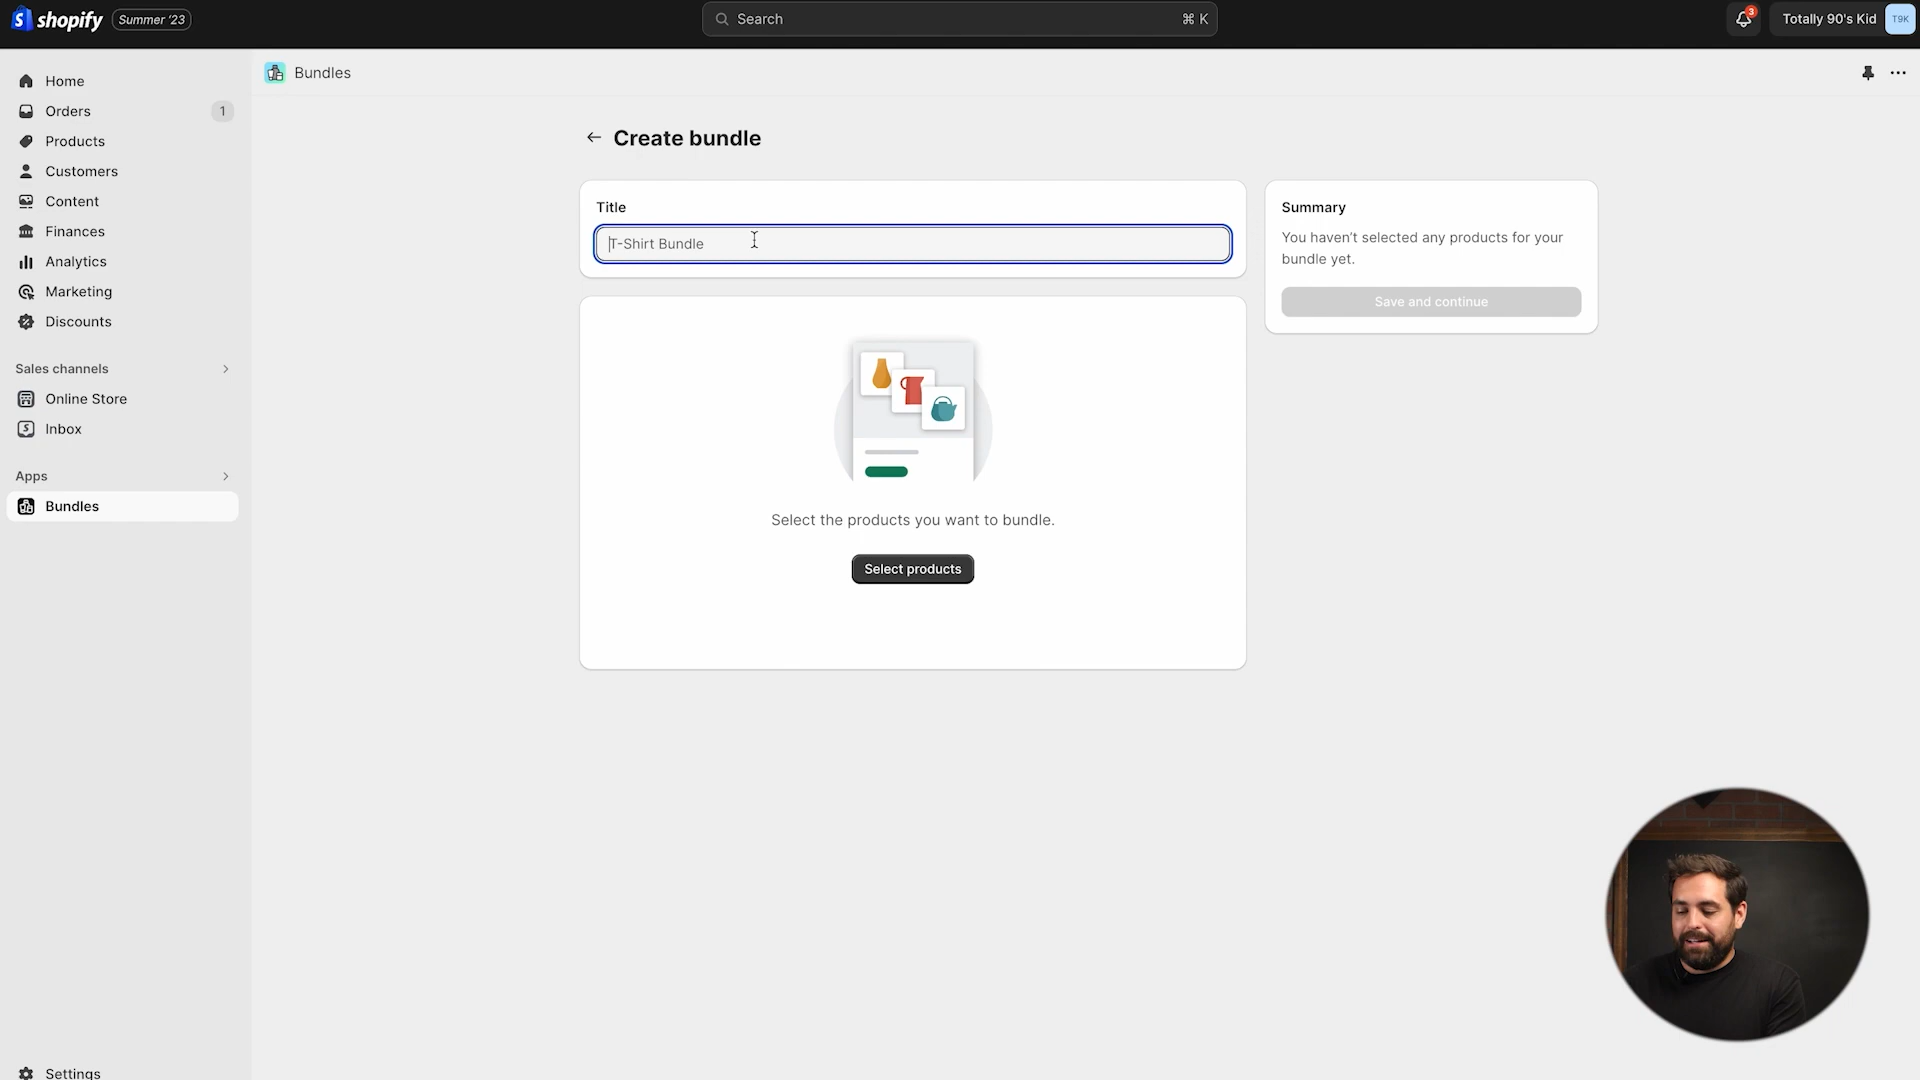 shopify Summer '23
Search ⌘ K
3
Totally 90's Kid T9K
Home
Orders 1
Products
Customers
Content
Finances
Analytics
Marketing
Discounts
Sales channels
Online Store
Inbox
Apps
Bundles
Settings
Bundles
Create bundle
Title
T-Shirt Bundle
Select the products you want to bundle.
Select products
Summary
You haven't selected any products for your
bundle yet.
Save and continue